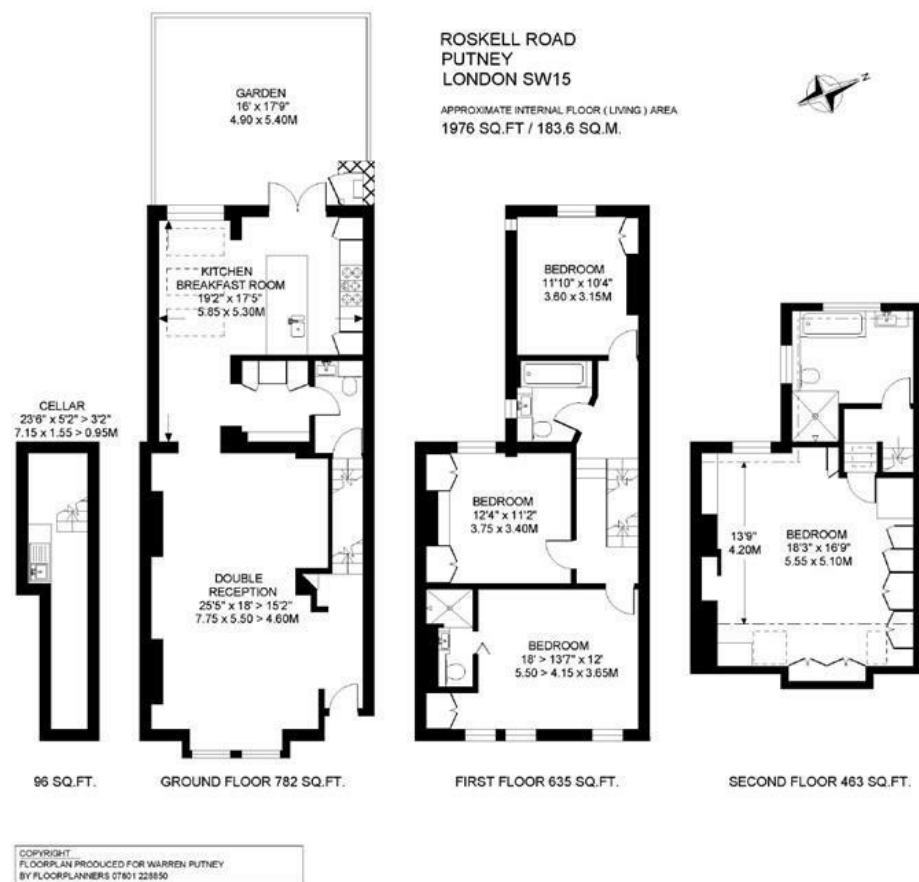 ROSKELL ROAD
PUTNEY
LONDON SW15
APPROXIMATE INTERNAL FLOOR ( LIVING ) AREA
1976 SQ.FT / 183.6 SQ.M.
N
GARDEN
16' x 17'9"
4.90 x 5.40M
KITCHEN
BREAKFAST ROOM
19'2" x 17'5"
5.85 x 5.30M
CELLAR
23'6" x 5'2" > 3'2"
7.15 x 1.55 > 0.95M
DOUBLE
RECEPTION
25'5" x 18' > 15'2"
7.75 x 5.50 > 4.60M
BEDROOM
11'10" x 10'4"
3.60 x 3.15M
BEDROOM
12'4" x 11'2"
3.75 x 3.40M
BEDROOM
18' > 13'7" x 12'
5.50 > 4.15 x 3.65M
13'9"
4.20M
BEDROOM
18'3" x 16'9"
5.55 x 5.10M
96 SQ.FT.
GROUND FLOOR 782 SQ.FT.
FIRST FLOOR 635 SQ.FT.
SECOND FLOOR 463 SQ.FT.
COPYRIGHT
FLOORPLAN PRODUCED FOR WARREN PUTNEY
BY FLOORPLANNERS 07801 228850